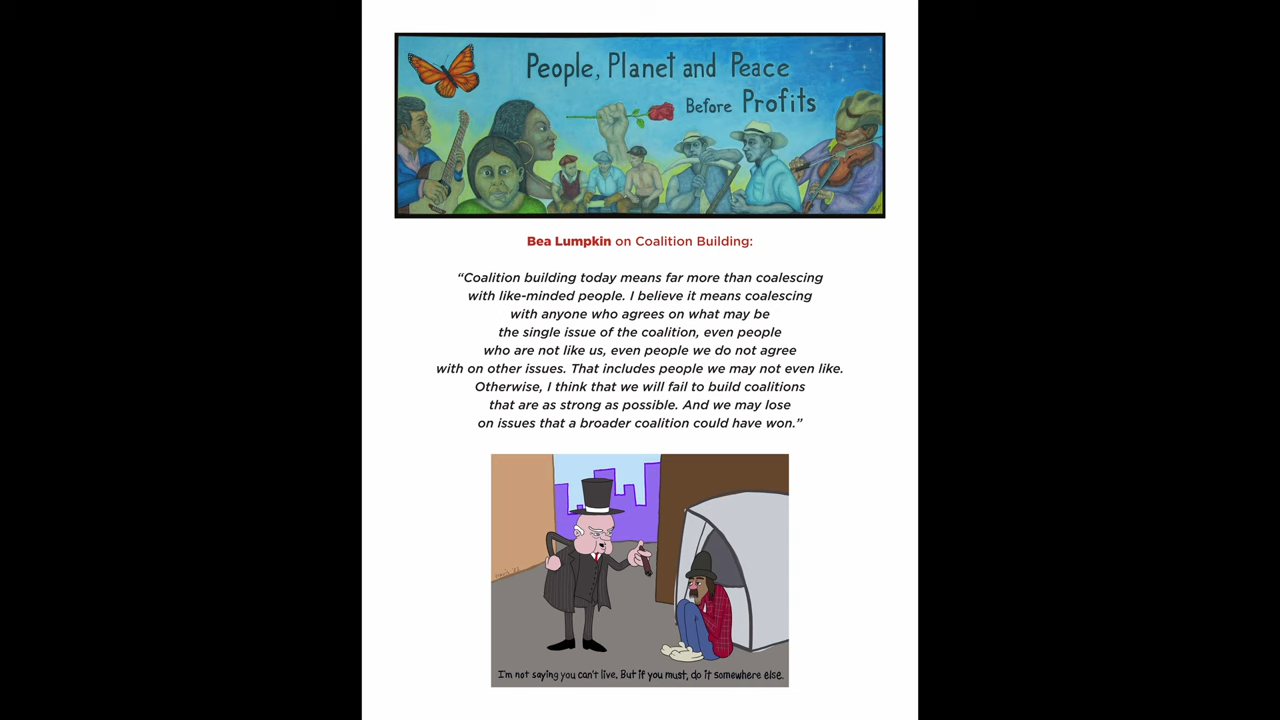 People, Planet and Peace
Before Profits
Bea Lumpkin on Coalition Building:
“Coalition building today means far more than coalescing
with like-minded people. I believe it means coalescing
with anyone who agrees on what may be
the single issue of the coalition, even people
who are not like us, even people we do not agree
with on other issues. That includes people we may not even like.
Otherwise, I think that we will fail to build coalitions
that are as strong as possible. And we may lose
on issues that a broader coalition could have won.”
I'm not saying you can't live. But if you must, do it somewhere else.